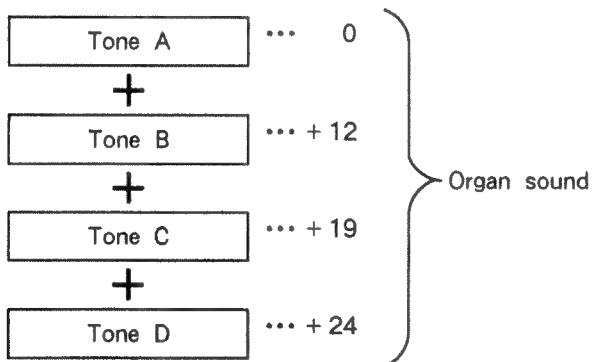 Tone A ... 0
+
Tone B ... + 12
+
Tone C ... + 19
+
Tone D ... + 24
Organ sound